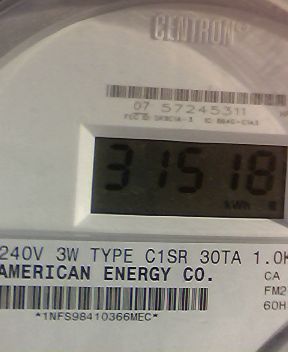 CENTRON®
07 57245311
31518
kWh
240V 3W TYPE C1SR 30TA 1.0K
AMERICAN ENERGY CO.
CA
FM2
60H
*1NFS98410366MEC*